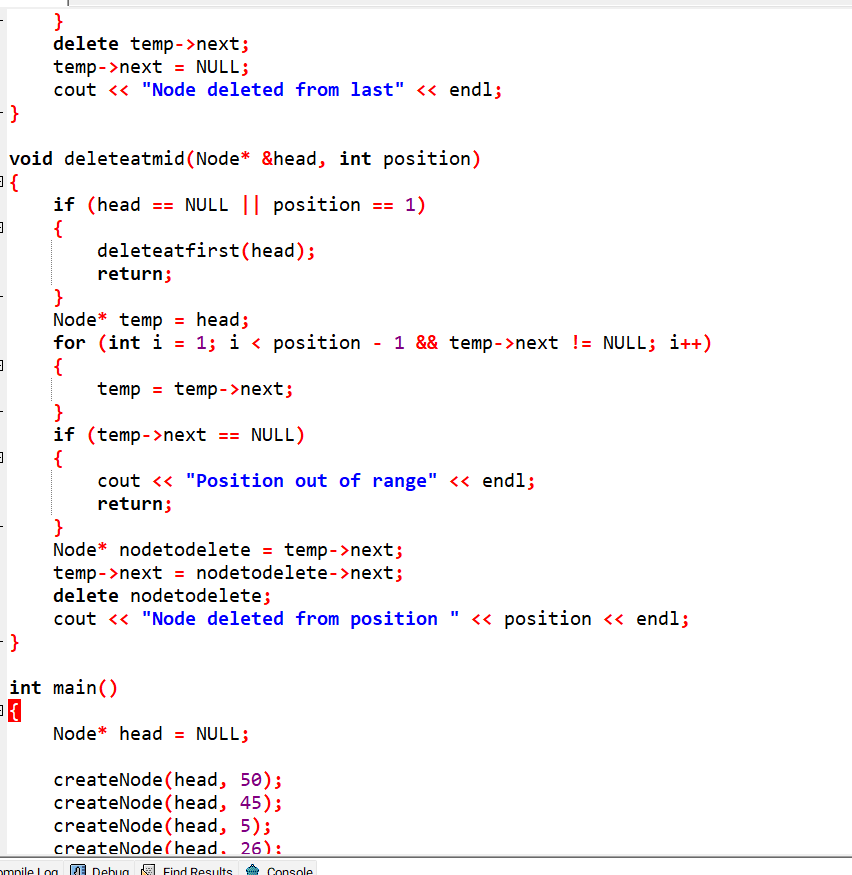 }
    delete temp->next;
    temp->next = NULL;
    cout << "Node deleted from last" << endl;
}

void deleteatmid(Node* &head, int position)
{
    if (head == NULL || position == 1)
    {
        deleteatfirst(head);
        return;
    }
    Node* temp = head;
    for (int i = 1; i < position - 1 && temp->next != NULL; i++)
    {
        temp = temp->next;
    }
    if (temp->next == NULL)
    {
        cout << "Position out of range" << endl;
        return;
    }
    Node* nodetodelete = temp->next;
    temp->next = nodetodelete->next;
    delete nodetodelete;
    cout << "Node deleted from position " << position << endl;
}

int main()
{
    Node* head = NULL;

    createNode(head, 50);
    createNode(head, 45);
    createNode(head, 5);
    createNode(head, 26);
ompile Log Debug Find Results Console